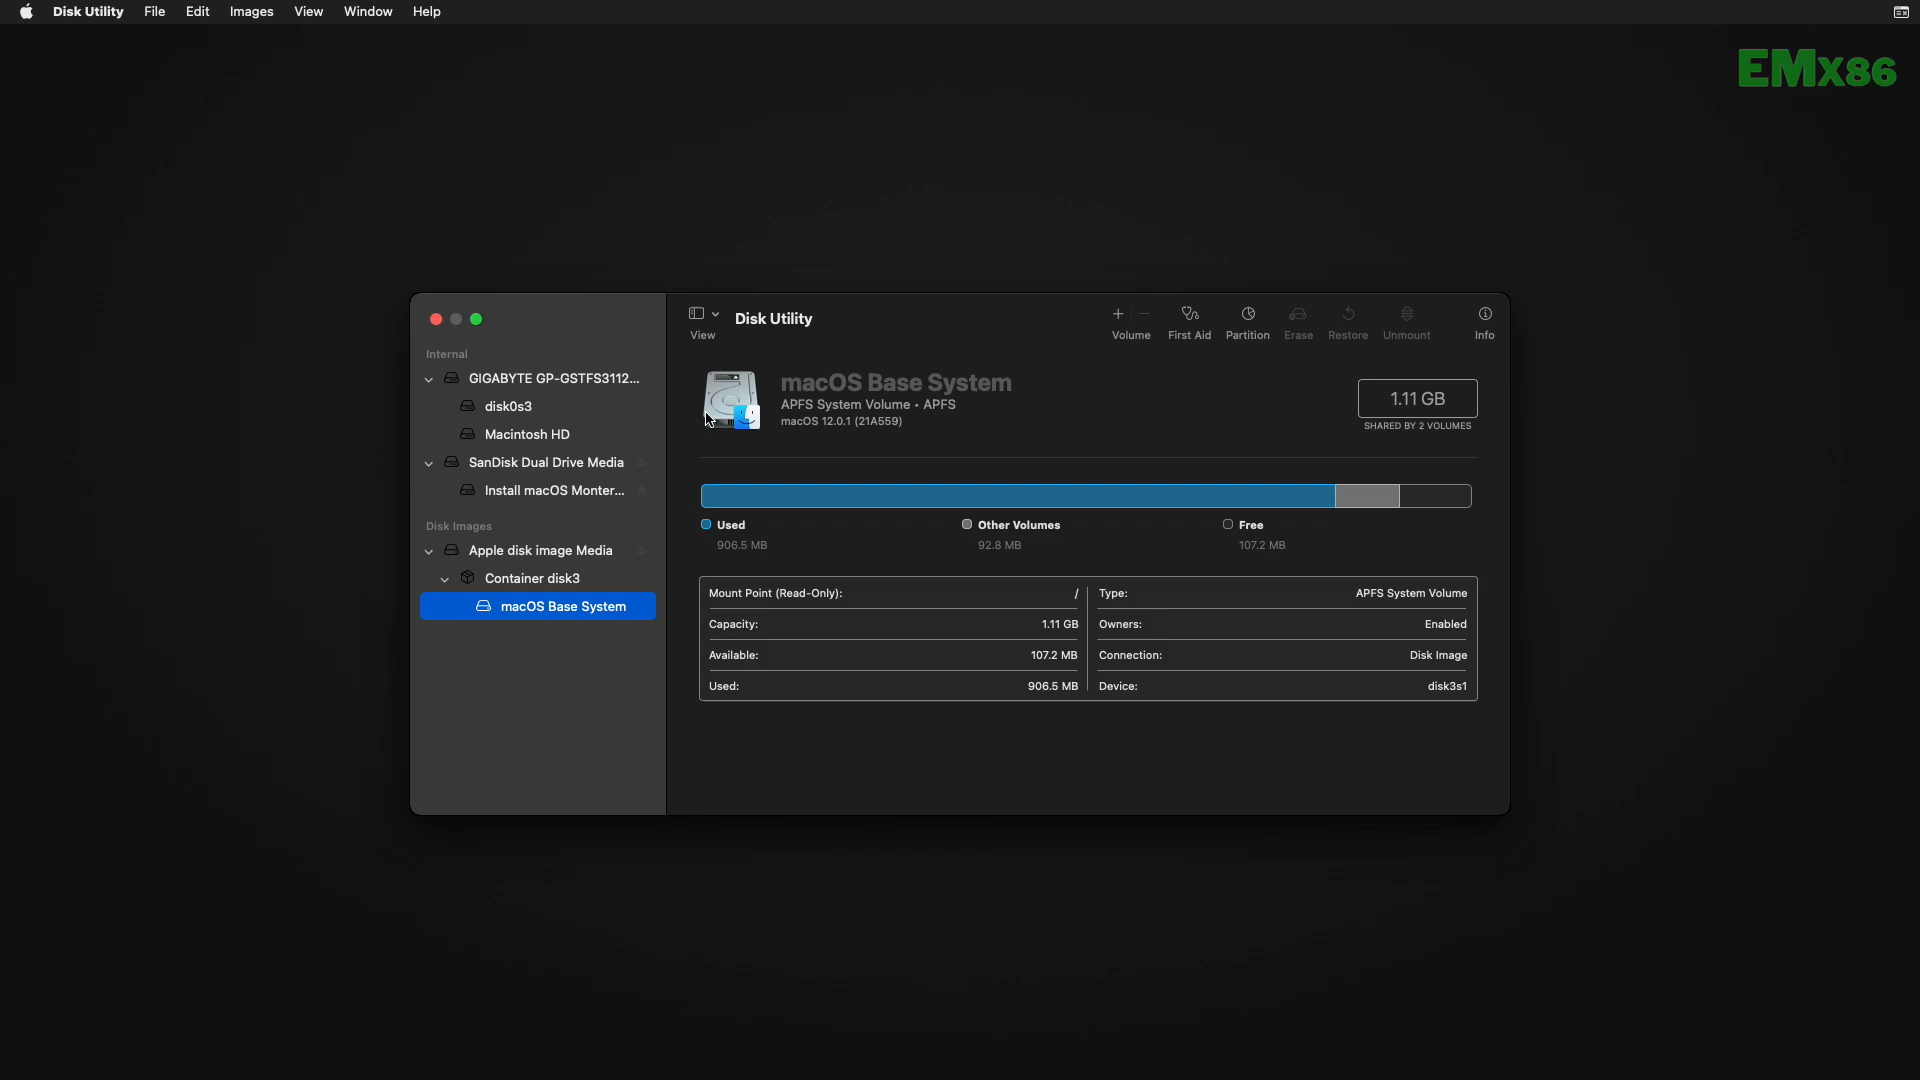 Disk Utility File Edit Images View Window Help
EMx86
Disk Utility
View
Volume First Aid Partition Erase Restore Unmount Info
Internal
GIGABYTE GP-GSTFS3112...
disk0s3
Macintosh HD
SanDisk Dual Drive Media
Install macOS Monter...
Disk Images
Apple disk image Media
Container disk3
macOS Base System
macOS Base System
APFS System Volume • APFS
macOS 12.0.1 (21A559)
1.11 GB
SHARED BY 2 VOLUMES
Used
906.5 MB
Other Volumes
92.8 MB
Free
107.2 MB
Mount Point (Read-Only): /
Capacity: 1.11 GB
Available: 107.2 MB
Used: 906.5 MB
Type: APFS System Volume
Owners: Enabled
Connection: Disk Image
Device: disk3s1